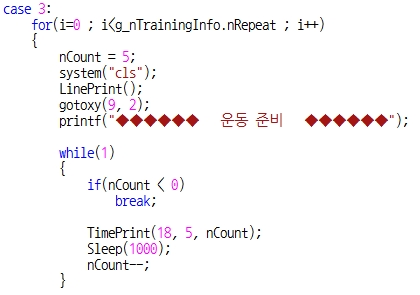 case 3:
    for(i=0 ; i<g_nTrainingInfo.nRepeat ; i++)
    {
        nCount = 5;
        system("cls");
        LinePrint();
        gotoxy(9, 2);
        printf("◆◆◆◆◆◆   운동 준비   ◆◆◆◆◆◆");

        while(1)
        {
            if(nCount < 0)
                break;

            TimePrint(18, 5, nCount);
            Sleep(1000);
            nCount--;
        }